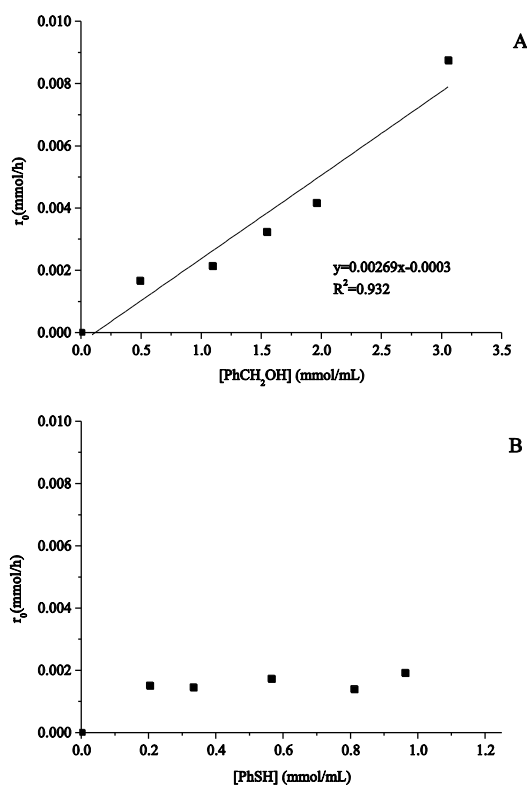 A
0.010
0.008
0.006
0.004
0.002
0.000
r₀(mmol/h)
y=0.00269x-0.0003
R²=0.932
0.0 0.5 1.0 1.5 2.0 2.5 3.0 3.5
[PhCH₂OH] (mmol/mL)
B
0.010
0.008
0.006
0.004
0.002
0.000
r₀(mmol/h)
0.0 0.2 0.4 0.6 0.8 1.0 1.2
[PhSH] (mmol/mL)